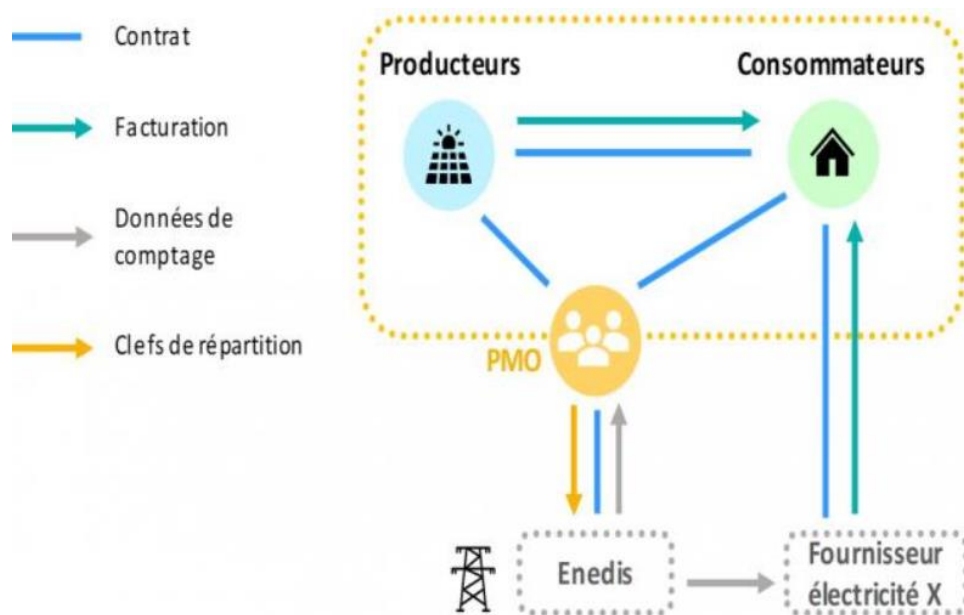 Contrat
Facturation
Données de
comptage
Clefs de répartition
Producteurs
Consommateurs
PMO
Enedis
Fournisseur
électricité X